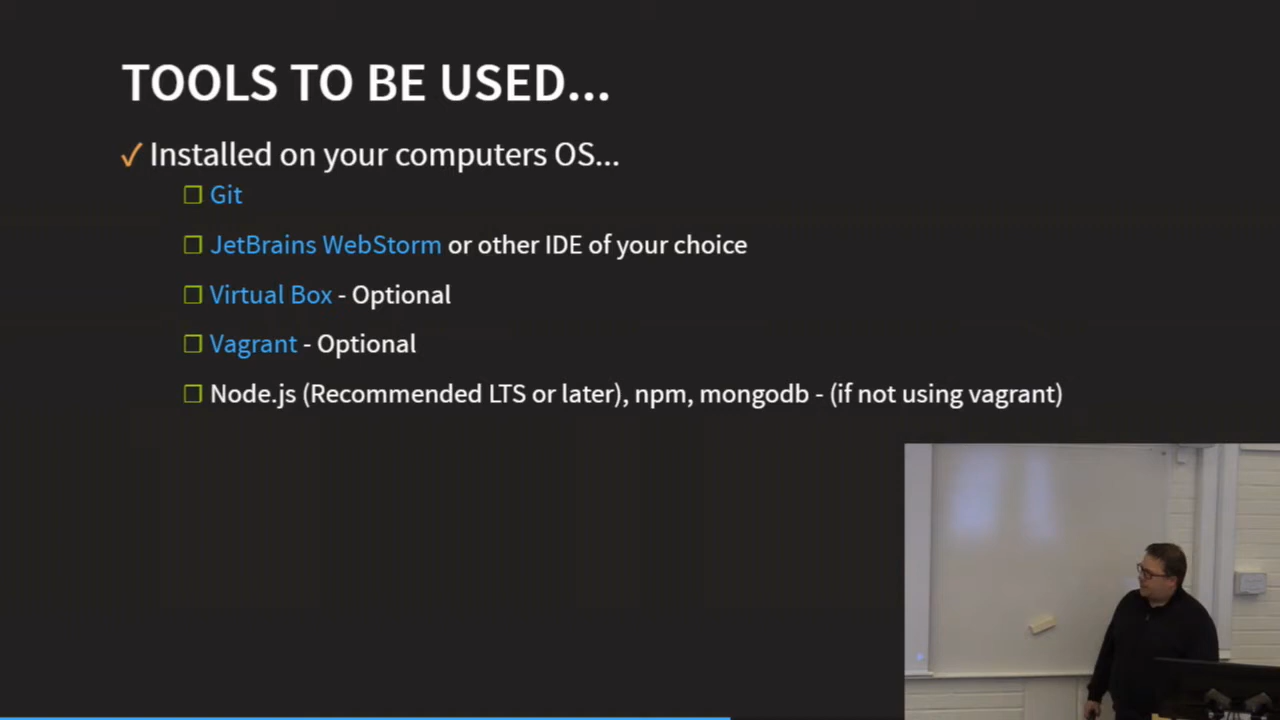 TOOLS TO BE USED...
✓ Installed on your computers OS...
❒ Git
❒ JetBrains WebStorm or other IDE of your choice
❒ Virtual Box - Optional
❒ Vagrant - Optional
❒ Node.js (Recommended LTS or later), npm, mongodb - (if not using vagrant)